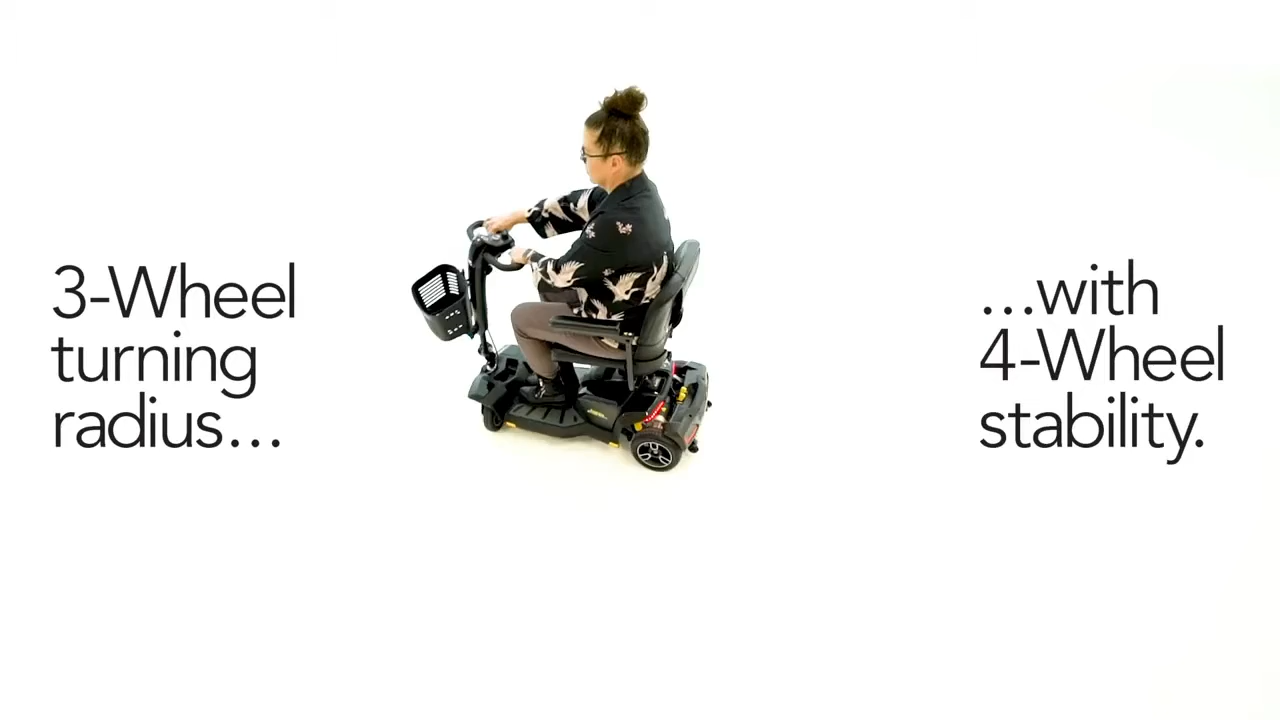 3-Wheel
turning
radius...
...with
4-Wheel
stability.